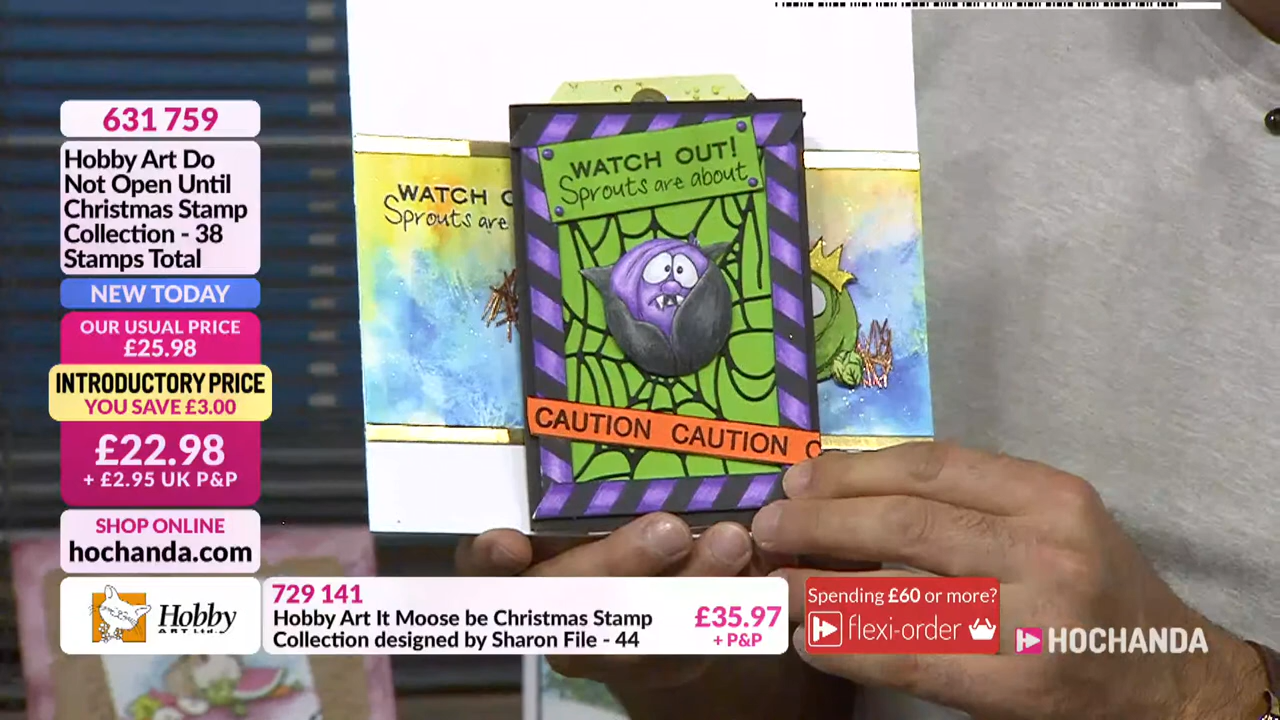 631 759
Hobby Art Do
Not Open Until
Christmas Stamp
Collection - 38
Stamps Total
NEW TODAY
OUR USUAL PRICE
£25.98
INTRODUCTORY PRICE
YOU SAVE £3.00
£22.98
+ £2.95 UK P&P
SHOP ONLINE
hochanda.com
WATCH OUT!
Sprouts are about
WATCH O
Sprouts are
CAUTION CAUTION C
Hobby
ART Ltd.
729 141
Hobby Art It Moose be Christmas Stamp
Collection designed by Sharon File - 44
£35.97
+ P&P
Spending £60 or more?
flexi-order
HOCHANDA